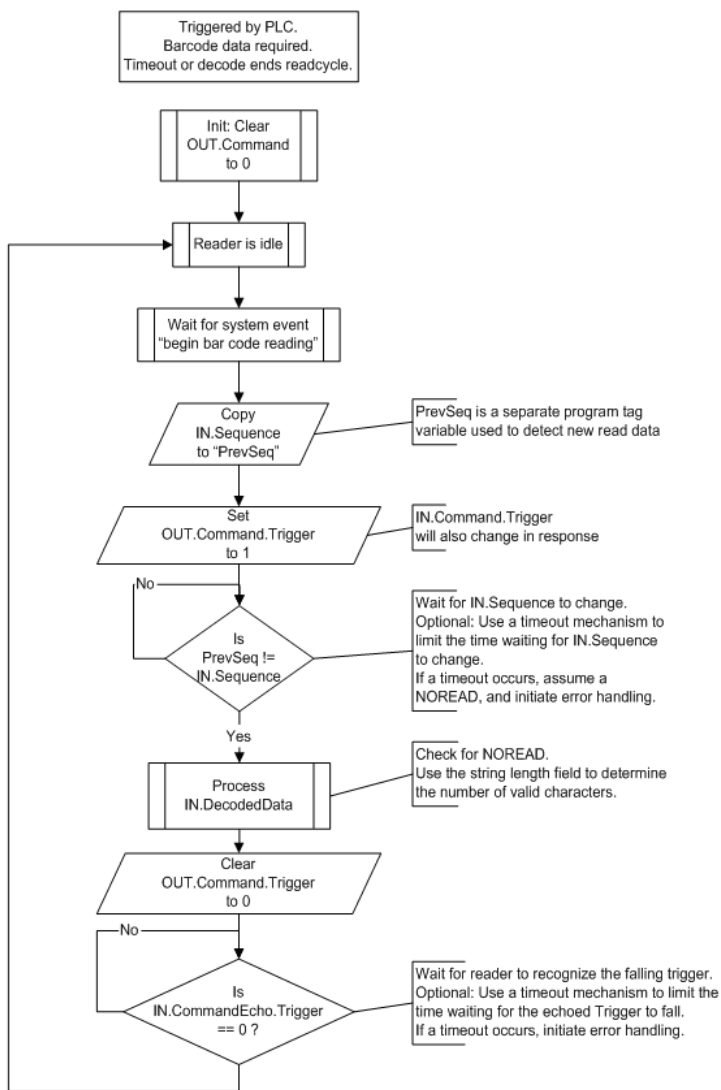 Triggered by PLC.
Barcode data required.
Timeout or decode ends readcycle.
Init: Clear
OUT.Command
to 0
Reader is idle
Wait for system event
“begin bar code reading”
Copy
IN.Sequence
to “PrevSeq”
PrevSeq is a separate program tag
variable used to detect new read data
Set
OUT.Command.Trigger
to 1
IN.Command.Trigger
will also change in response
No
Is
PrevSeq !=
IN.Sequence
Wait for IN.Sequence to change.
Optional: Use a timeout mechanism to
limit the time waiting for IN.Sequence
to change.
If a timeout occurs, assume a
NOREAD, and initiate error handling.
Yes
Process
IN.DecodedData
Check for NOREAD.
Use the string length field to determine
the number of valid characters.
Clear
OUT.Command.Trigger
to 0
No
Is
IN.CommandEcho.Trigger
== 0 ?
Wait for reader to recognize the falling trigger.
Optional: Use a timeout mechanism to limit the
time waiting for the echoed Trigger to fall.
If a timeout occurs, initiate error handling.